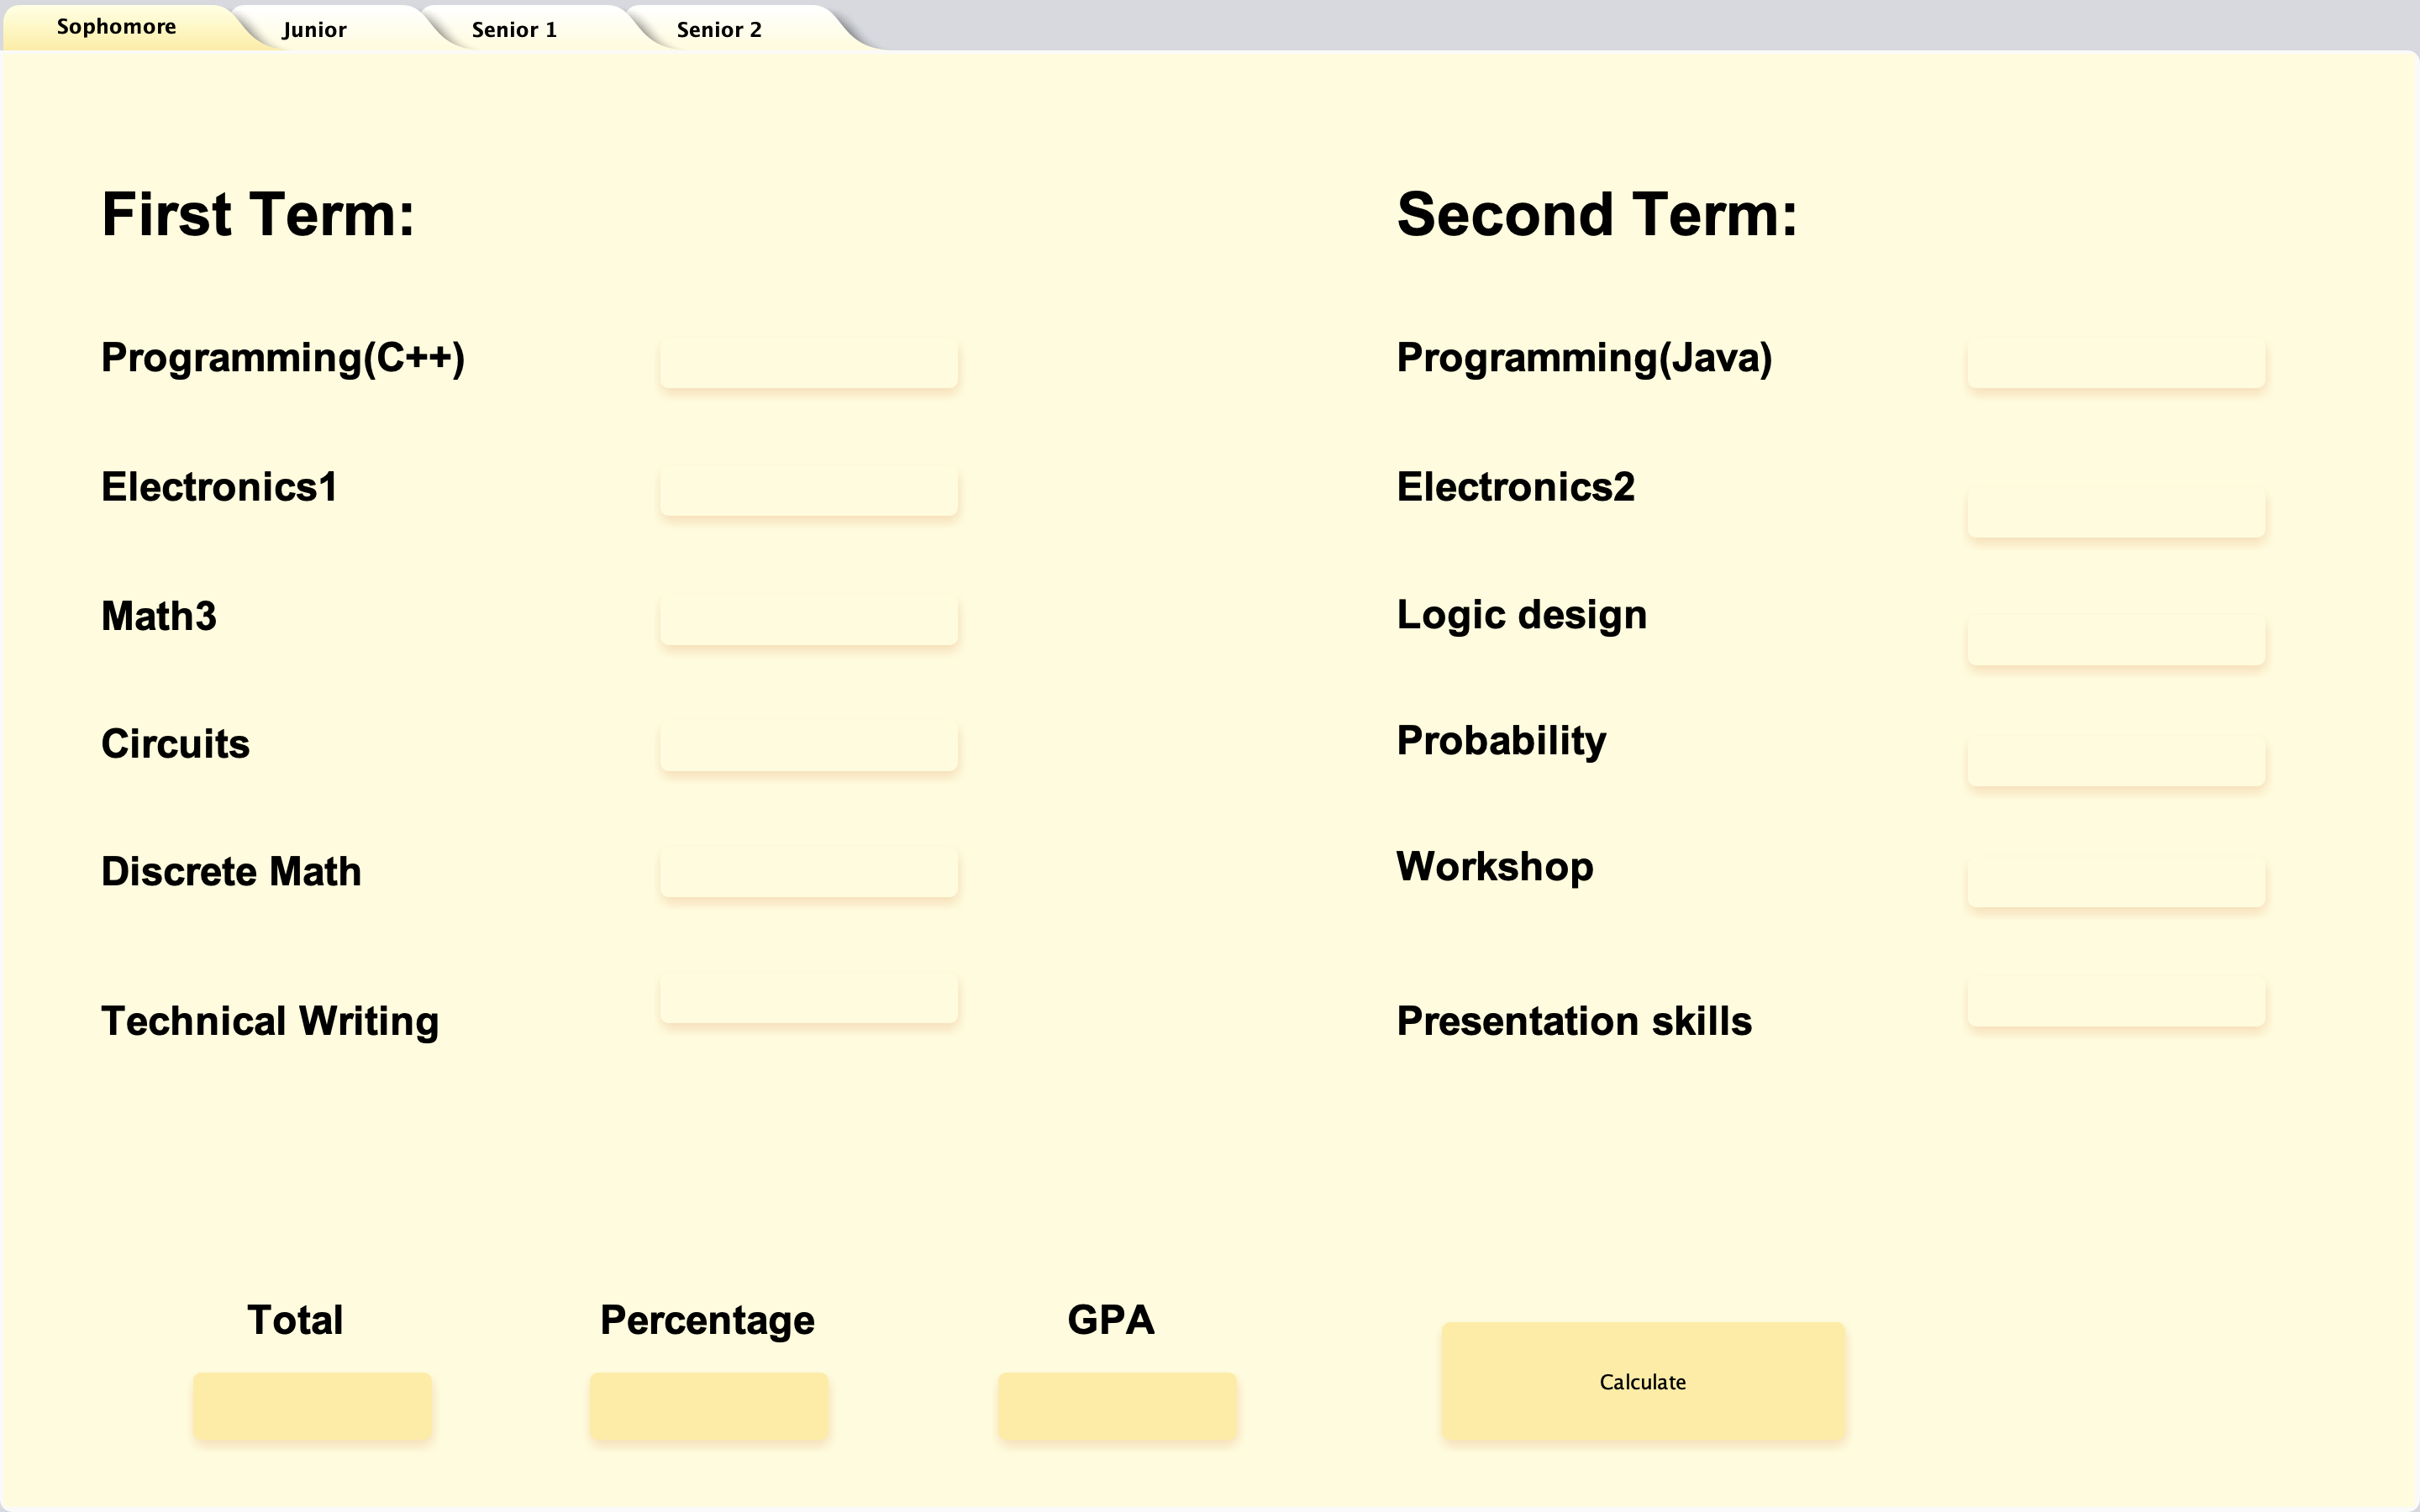 Sophomore
Junior
Senior 1
Senior 2
First Term:
Programming(C++)
Electronics1
Math3
Circuits
Discrete Math
Technical Writing
Second Term:
Programming(Java)
Electronics2
Logic design
Probability
Workshop
Presentation skills
Total
Percentage
GPA
Calculate